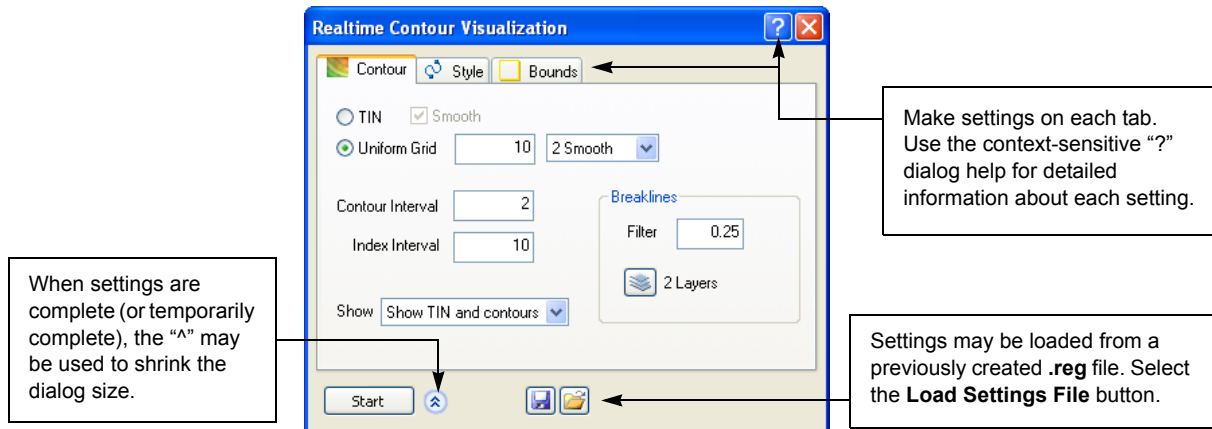 Realtime Contour Visualization
?
Contour
Style
Bounds
TIN
Smooth
Uniform Grid
10
2 Smooth
Contour Interval
2
Index Interval
10
Breaklines
Filter
0.25
2 Layers
Show
Show TIN and contours
Start
Make settings on each tab.
Use the context-sensitive “?”
dialog help for detailed
information about each setting.
When settings are
complete (or temporarily
complete), the “^” may
be used to shrink the
dialog size.
Settings may be loaded from a
previously created .reg file. Select
the Load Settings File button.